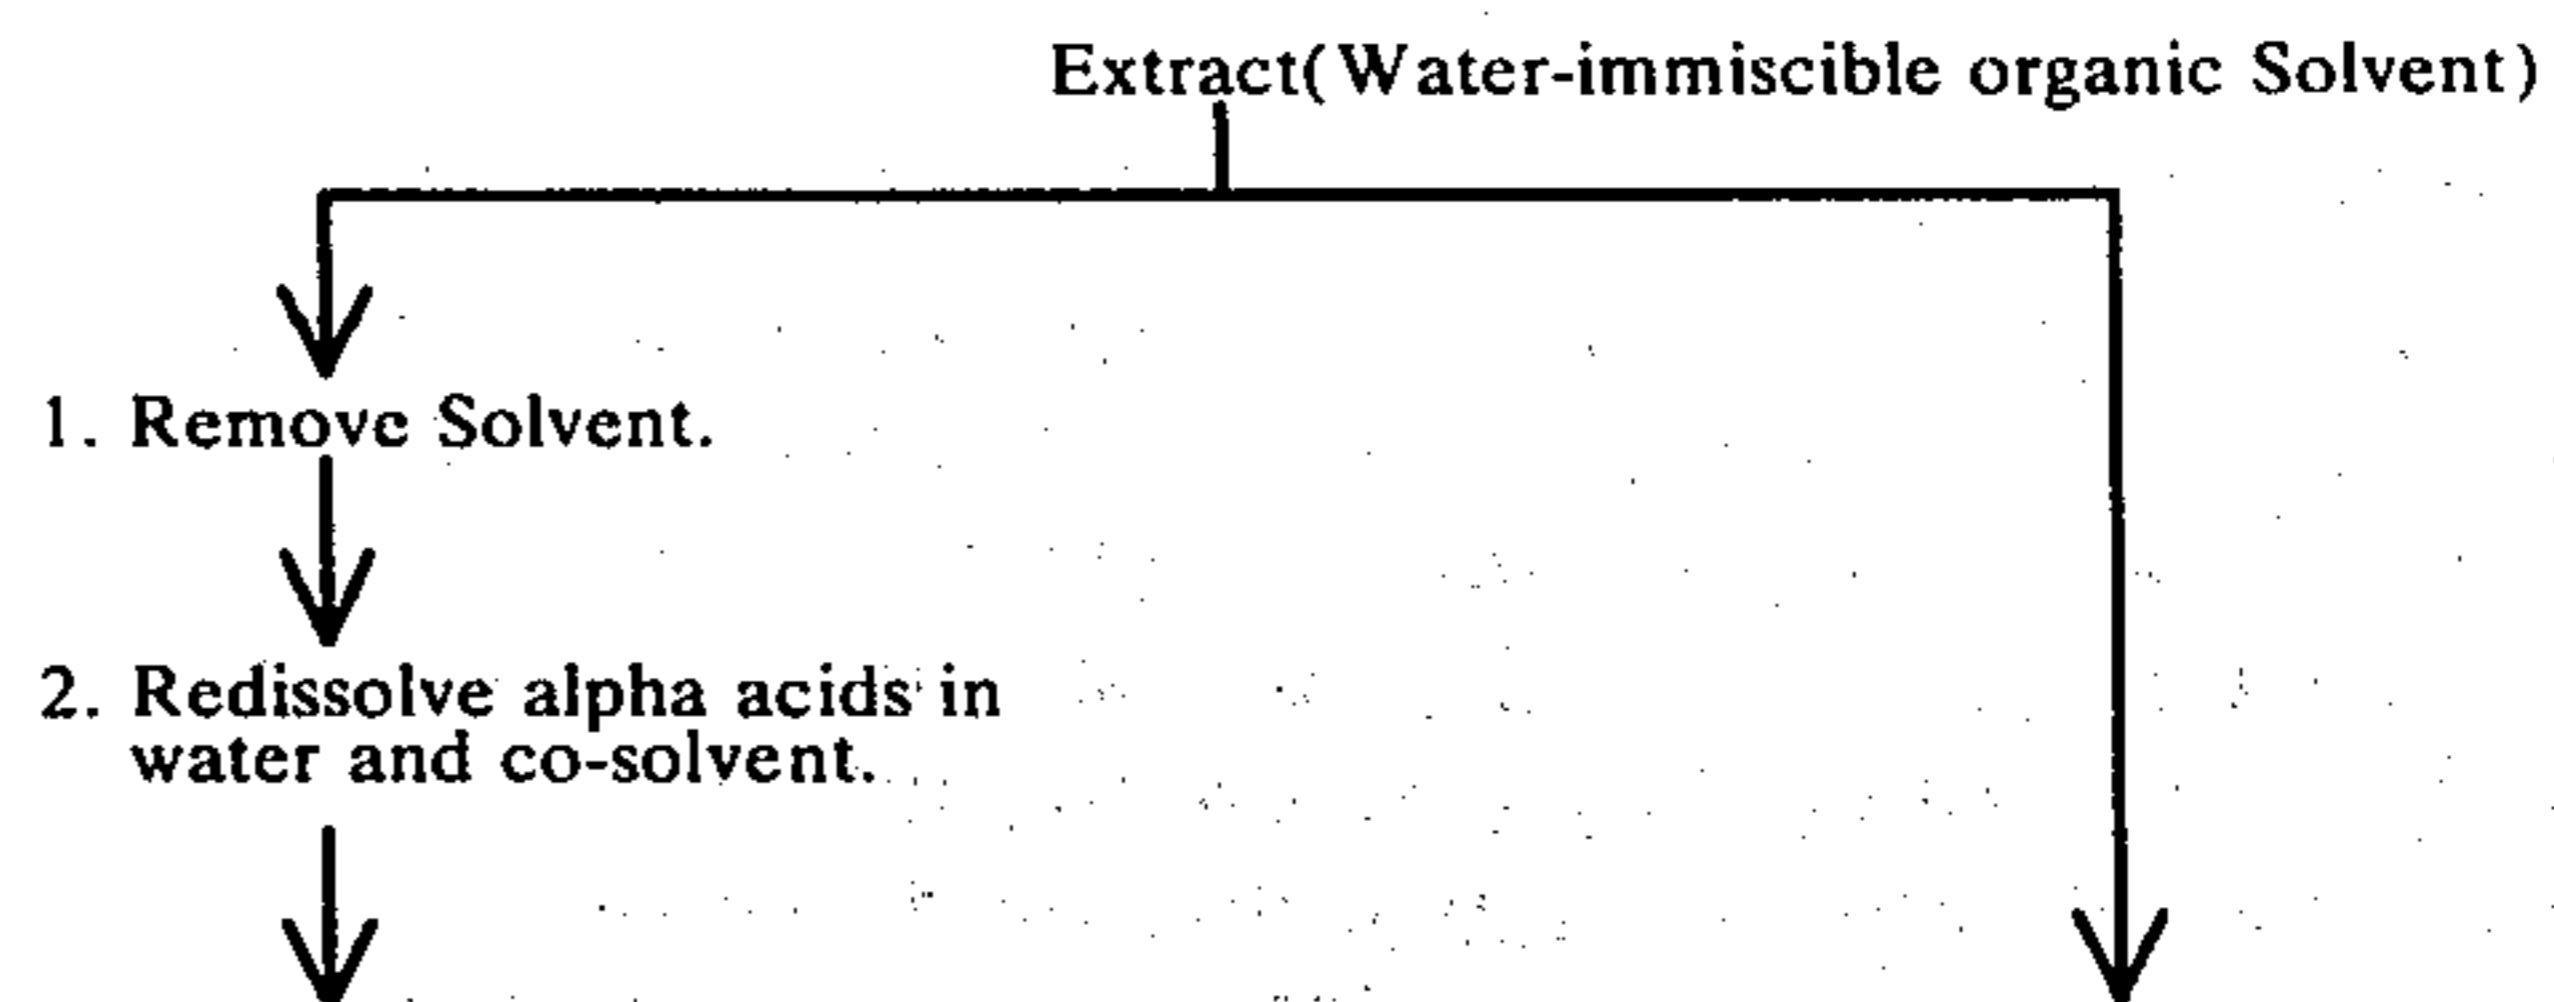 Extract(Water-immiscible organic Solvent)
1. Remove Solvent.
2. Redissolve alpha acids in
water and co-solvent.